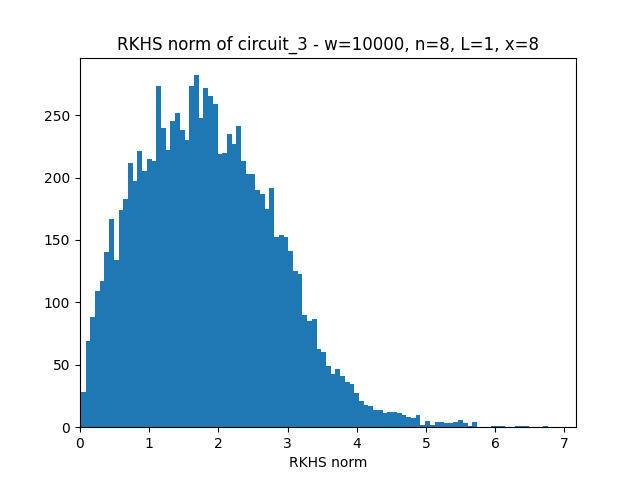 RKHS norm of circuit_3 - w=10000, n=8, L=1, x=8
250
200
150
100
50
0
0 1 2 3 4 5 6 7
RKHS norm